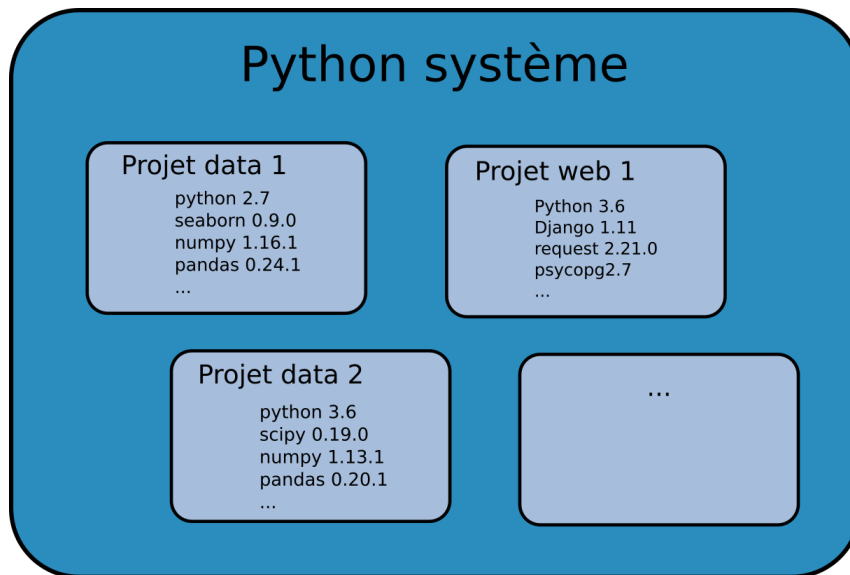 Python système
Projet data 1
python 2.7
seaborn 0.9.0
numpy 1.16.1
pandas 0.24.1
...
Projet web 1
Python 3.6
Django 1.11
request 2.21.0
psycopg2.7
...
Projet data 2
python 3.6
scipy 0.19.0
numpy 1.13.1
pandas 0.20.1
...
...